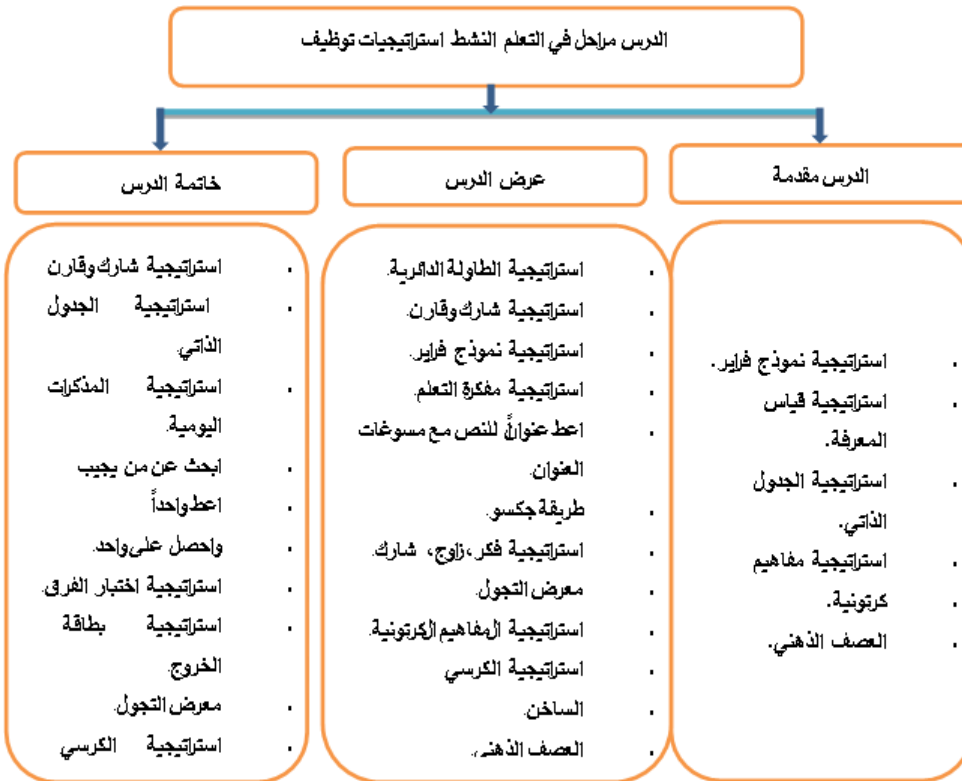 الدرس مراحل في التعلم النشط استراتيجيات توظيف
الدرس مقدمة
عرض الدرس
خاتمة الدرس
. استراتيجية نموذج فراير.
. استراتيجية قياس
المعرفة.
. استراتيجية الجدول
الذاتي.
. استراتيجية مفاهيم
كرتونية.
. العصف الذهني.
. استراتيجية الطاولة الدائرية.
. استراتيجية شارك وقارن.
. استراتيجية نموذج فراير.
. استراتيجية مفكرة التعلم.
. اعط عنواناً للنص مع مسوغات
العنوان.
. طريقة جكسو.
. استراتيجية فكر، زاوج، شارك.
. معرض التجول.
. استراتيجية المفاهيم الكرتونية.
. استراتيجية الكرسي
. الساخن.
. العصف الذهني.
. استراتيجية شارك وقارن
. استراتيجية الجدول
الذاتي.
. استراتيجية المذكرات
اليومية.
. ابحث عن من يجيب
. اعط واحداً
. واحصل على واحد.
. استراتيجية اختبار الفرق.
. استراتيجية بطاقة
الخروج.
. معرض التجول.
. استراتيجية الكرسي